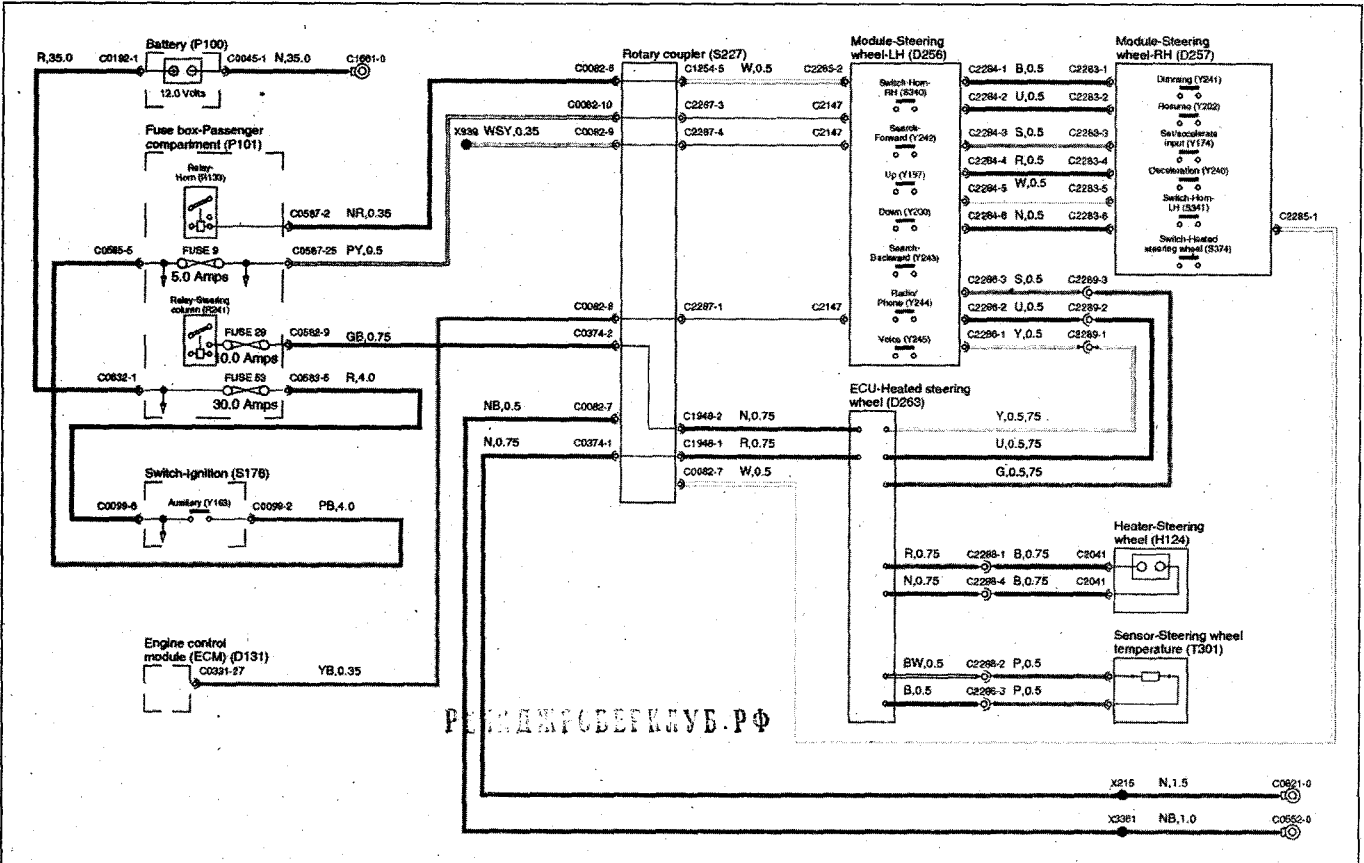 Battery (P100)
R,35.0 C0192-1 C0045-1 N,35.0 C1661-0
12.0 Volts
Fuse box-Passenger
compartment (P101)
Relay-
Horn (R133)
C0587-2 NR,0.35
C0585-5 FUSE 9 C0587-25 PY,0.5
5.0 Amps
Relay-Steering
column (R241)
FUSE 29 C0582-9 GB,0.75
10.0 Amps
C0632-1 FUSE 53 C0583-5 R,4.0
30.0 Amps
Switch-Ignition (S176)
C0099-6 Auxiliary (Y163) C0099-2 PB,4.0
Engine control
module (ECM) (D131)
C0331-27 YB,0.35
Rotary coupler (S227)
C0082-6 C1254-5 W,0.5 C2265-2
C0082-10 C2287-3 C2147
X939 WSY,0.35 C0082-9 C2287-4 C2147
C0082-8 C2287-1 C2147
C0374-2
NB,0.5 C0082-7
C1948-2 N,0.75
N,0.75 C0374-1 C1948-1 R,0.75
C0082-7 W,0.5
Module-Steering
wheel-LH (D256)
Switch-Horn-
RH (S340)
Search-
Forward (Y242)
Up (Y197)
Down (Y200)
Search-
Backward (Y243)
Radio/
Phone (Y244)
Voice (Y245)
C2284-1 B,0.5 C2283-1
C2284-2 U,0.5 C2283-2
C2284-3 S,0.5 C2283-3
C2284-4 R,0.5 C2283-4
C2284-5 W,0.5 C2283-5
C2284-6 N,0.5 C2283-6
C2286-3 S,0.5 C2289-3
C2286-2 U,0.5 C2289-2
C2286-1 Y,0.5 C2289-1
Module-Steering
wheel-RH (D257)
Dimming (Y241)
Resume (Y202)
Set/accelerate
input (Y174)
Deceleration (Y240)
Switch-Horn-
LH (S341)
Switch-Heated
steering wheel (S374)
C2285-1
ECU-Heated steering
wheel (D263)
Y,0.5,75
U,0.5,75
G,0.5,75
Heater-Steering
wheel (H124)
R,0.75 C2288-1 B,0.75 C2041
N,0.75 C2288-4 B,0.75 C2041
Sensor-Steering wheel
temperature (T301)
BW,0.5 C2288-2 P,0.5
B,0.5 C2288-3 P,0.5
РЕНДЖРОВЕРКЛУБ.РФ
X215 N,1.5 C0621-0
X3361 NB,1.0 C0552-0